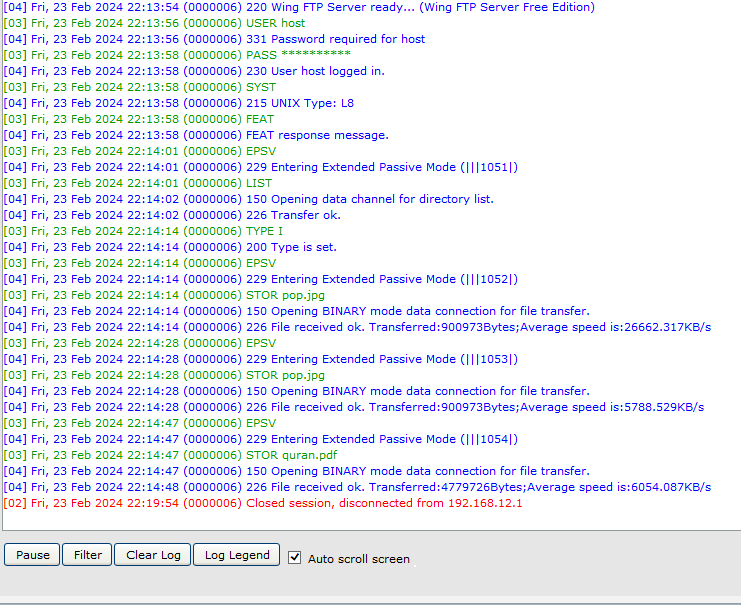 [04] Fri, 23 Feb 2024 22:13:54 (0000006) 220 Wing FTP Server ready... (Wing FTP Server Free Edition)
[03] Fri, 23 Feb 2024 22:13:56 (0000006) USER host
[04] Fri, 23 Feb 2024 22:13:56 (0000006) 331 Password required for host
[03] Fri, 23 Feb 2024 22:13:58 (0000006) PASS **********
[04] Fri, 23 Feb 2024 22:13:58 (0000006) 230 User host logged in.
[03] Fri, 23 Feb 2024 22:13:58 (0000006) SYST
[04] Fri, 23 Feb 2024 22:13:58 (0000006) 215 UNIX Type: L8
[03] Fri, 23 Feb 2024 22:13:58 (0000006) FEAT
[04] Fri, 23 Feb 2024 22:13:58 (0000006) FEAT response message.
[03] Fri, 23 Feb 2024 22:14:01 (0000006) EPSV
[04] Fri, 23 Feb 2024 22:14:01 (0000006) 229 Entering Extended Passive Mode (|||1051|)
[03] Fri, 23 Feb 2024 22:14:01 (0000006) LIST
[04] Fri, 23 Feb 2024 22:14:02 (0000006) 150 Opening data channel for directory list.
[04] Fri, 23 Feb 2024 22:14:02 (0000006) 226 Transfer ok.
[03] Fri, 23 Feb 2024 22:14:14 (0000006) TYPE I
[04] Fri, 23 Feb 2024 22:14:14 (0000006) 200 Type is set.
[03] Fri, 23 Feb 2024 22:14:14 (0000006) EPSV
[04] Fri, 23 Feb 2024 22:14:14 (0000006) 229 Entering Extended Passive Mode (|||1052|)
[03] Fri, 23 Feb 2024 22:14:14 (0000006) STOR pop.jpg
[04] Fri, 23 Feb 2024 22:14:14 (0000006) 150 Opening BINARY mode data connection for file transfer.
[04] Fri, 23 Feb 2024 22:14:14 (0000006) 226 File received ok. Transferred:900973Bytes;Average speed is:26662.317KB/s
[03] Fri, 23 Feb 2024 22:14:28 (0000006) EPSV
[04] Fri, 23 Feb 2024 22:14:28 (0000006) 229 Entering Extended Passive Mode (|||1053|)
[03] Fri, 23 Feb 2024 22:14:28 (0000006) STOR pop.jpg
[04] Fri, 23 Feb 2024 22:14:28 (0000006) 150 Opening BINARY mode data connection for file transfer.
[04] Fri, 23 Feb 2024 22:14:28 (0000006) 226 File received ok. Transferred:900973Bytes;Average speed is:5788.529KB/s
[03] Fri, 23 Feb 2024 22:14:47 (0000006) EPSV
[04] Fri, 23 Feb 2024 22:14:47 (0000006) 229 Entering Extended Passive Mode (|||1054|)
[03] Fri, 23 Feb 2024 22:14:47 (0000006) STOR quran.pdf
[04] Fri, 23 Feb 2024 22:14:47 (0000006) 150 Opening BINARY mode data connection for file transfer.
[04] Fri, 23 Feb 2024 22:14:48 (0000006) 226 File received ok. Transferred:4779726Bytes;Average speed is:6054.087KB/s
[02] Fri, 23 Feb 2024 22:19:54 (0000006) Closed session, disconnected from 192.168.12.1
Pause Filter Clear Log Log Legend Auto scroll screen